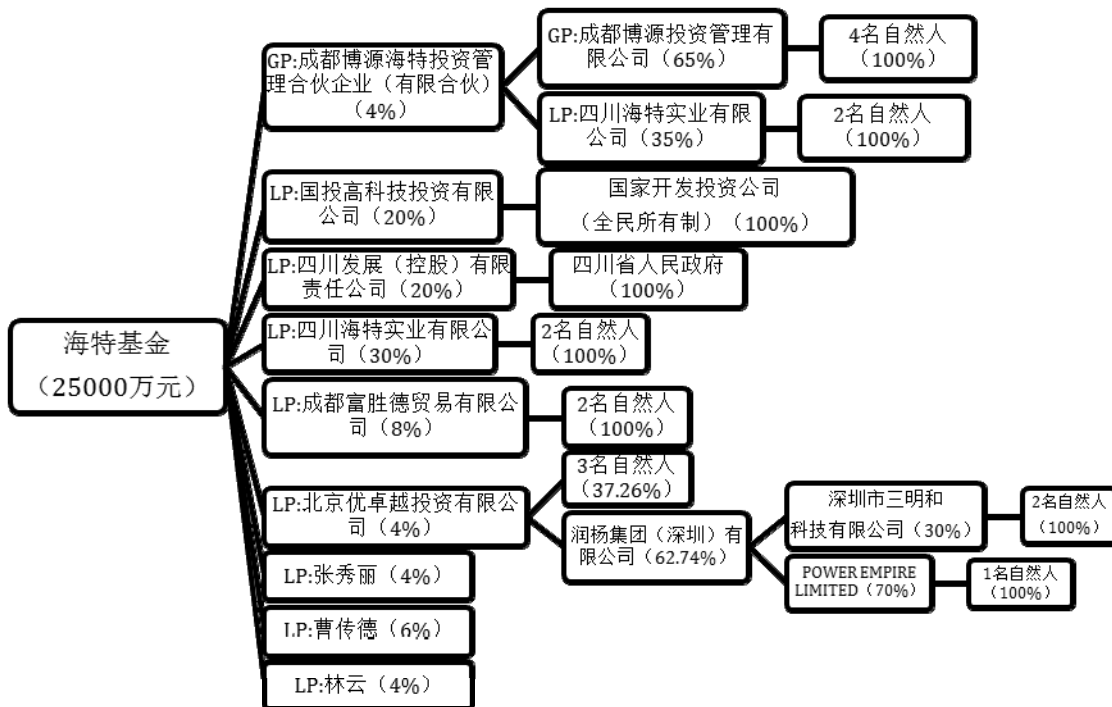 海特基金
（25000万元）
GP:成都博源海特投资管
理合伙企业（有限合伙）
（4%）
GP:成都博源投资管理有
限公司（65%）
4名自然人
（100%）
LP:四川海特实业有限
公司（35%）
2名自然人
（100%）
LP:国投高科技投资有限
公司（20%）
国家开发投资公司
（全民所有制）（100%）
LP:四川发展（控股）有限
责任公司（20%）
四川省人民政府
（100%）
LP:四川海特实业有限公
司（30%）
2名自然人
（100%）
LP:成都富胜德贸易有限公
司（8%）
2名自然人
（100%）
LP:北京优卓越投资有限公
司（4%）
3名自然人
（37.26%）
润杨集团（深圳）有
限公司（62.74%）
深圳市三明和
科技有限公司（30%）
2名自然人
（100%）
POWER EMPIRE
LIMITED（70%）
1名自然人
（100%）
LP:张秀丽（4%）
LP:曹传德（6%）
LP:林云（4%）